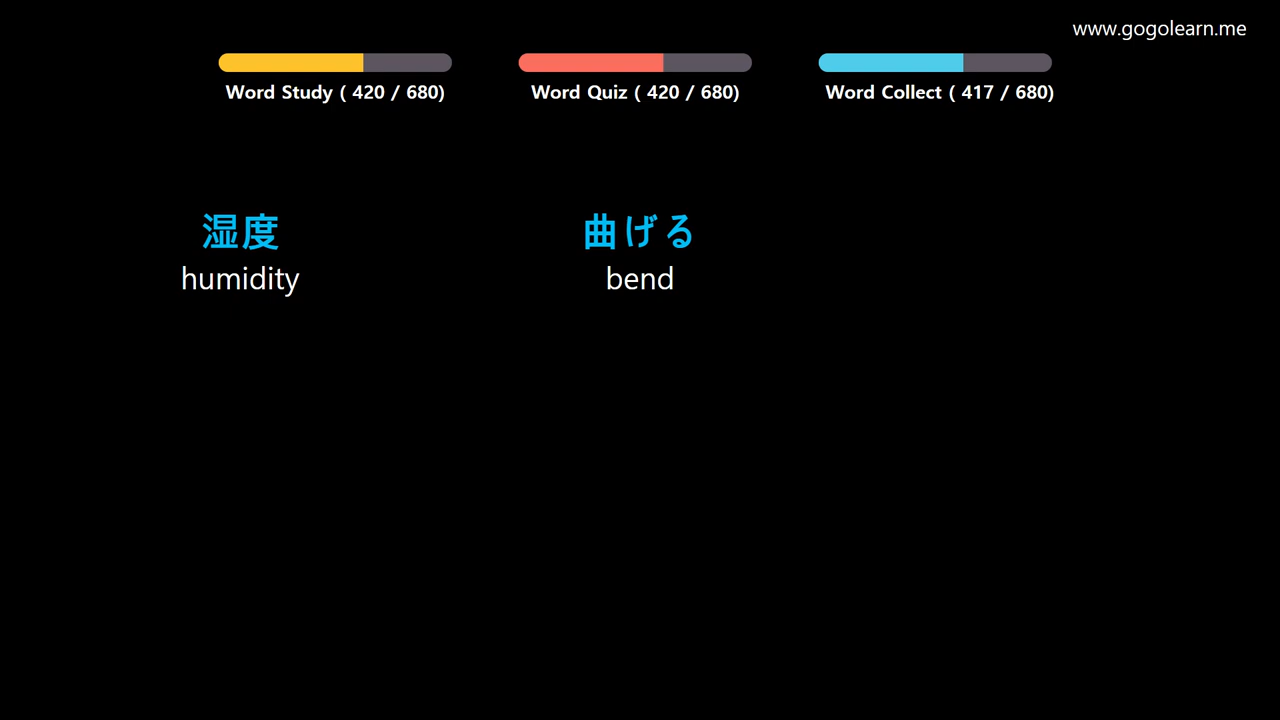 www.gogolearn.me
Word Study ( 420 / 680)
Word Quiz ( 420 / 680)
Word Collect ( 417 / 680)
湿度
humidity
曲げる
bend